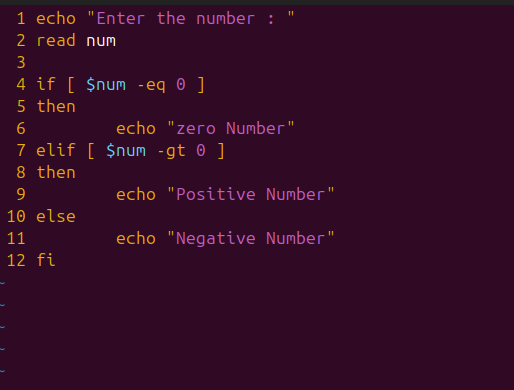 1 echo "Enter the number : "
2 read num
3
4 if [ $num -eq 0 ]
5 then
6         echo "zero Number"
7 elif [ $num -gt 0 ]
8 then
9         echo "Positive Number"
10 else
11         echo "Negative Number"
12 fi
~
~
~
~
~